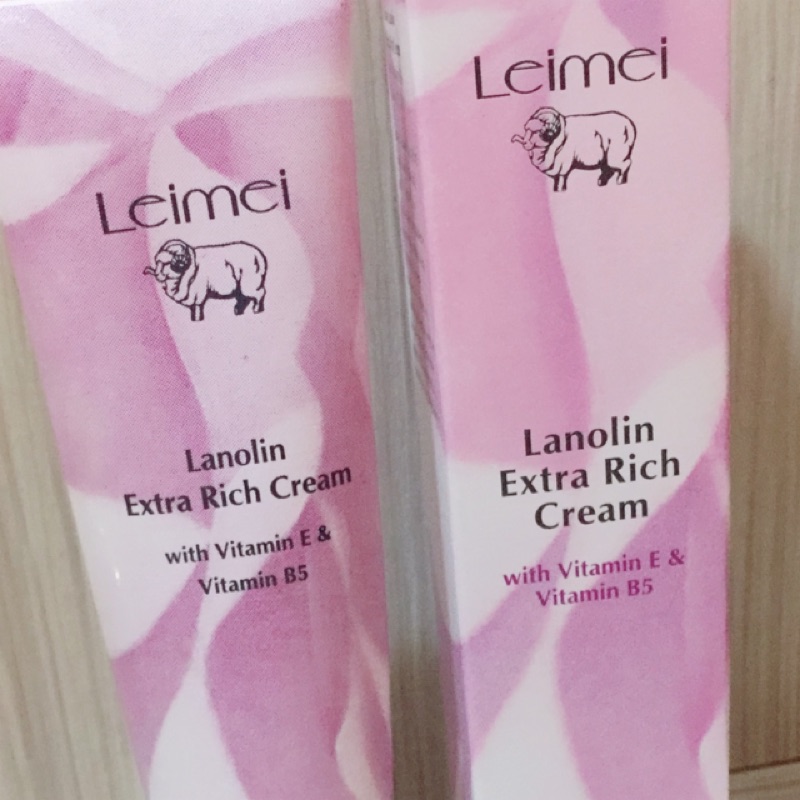 Leimei
Lanolin
Extra Rich Cream
with Vitamin E &
Vitamin B5
Leimei
Lanolin
Extra Rich
Cream
with Vitamin E &
Vitamin B5